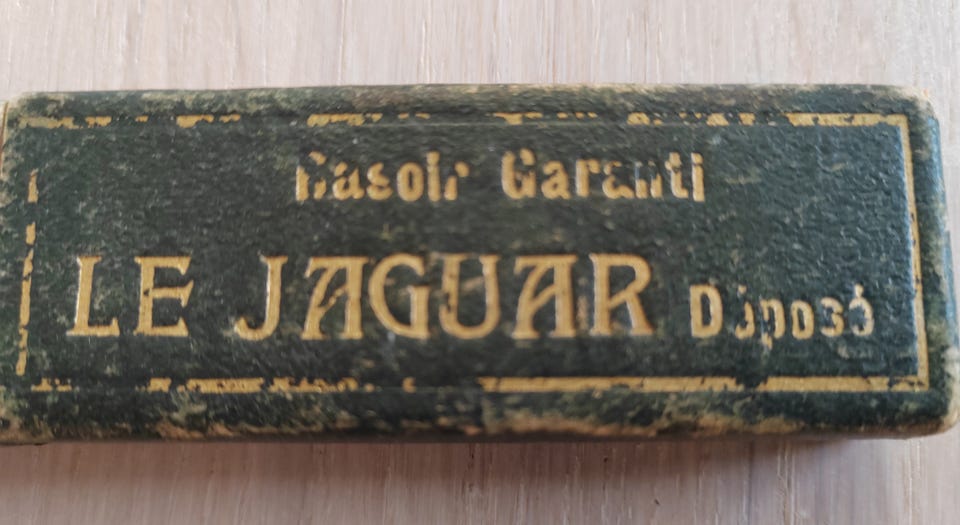 Rasoir Garanti
LE JAGUAR Déposé